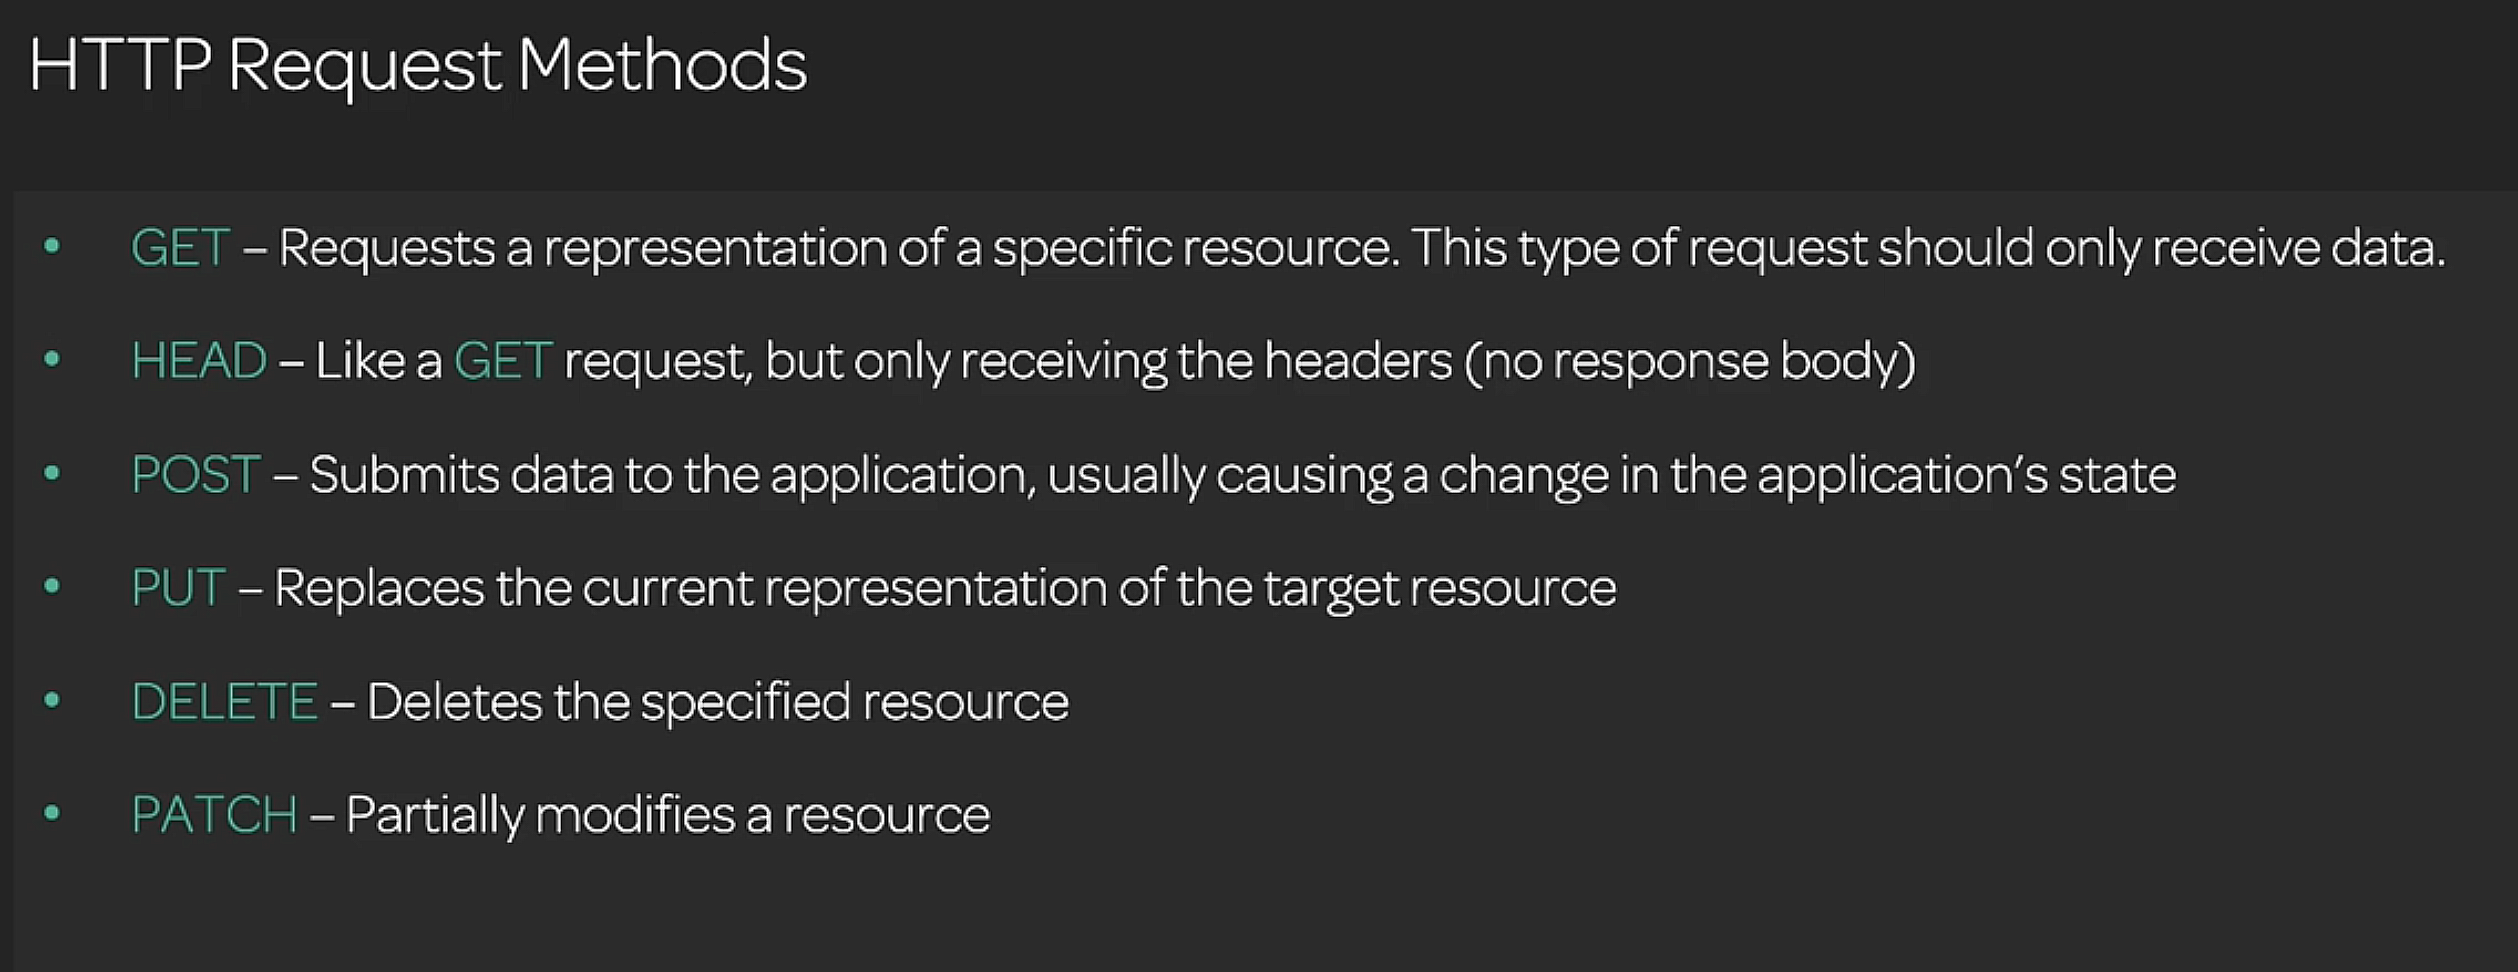 HTTP Request Methods
• GET – Requests a representation of a specific resource. This type of request should only receive data.
• HEAD – Like a GET request, but only receiving the headers (no response body)
• POST – Submits data to the application, usually causing a change in the application’s state
• PUT – Replaces the current representation of the target resource
• DELETE – Deletes the specified resource
• PATCH – Partially modifies a resource